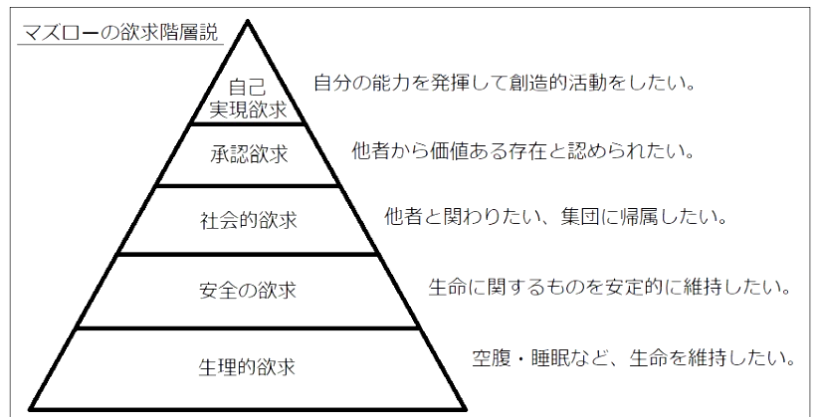 マズローの欲求階層説
自己
実現欲求
自分の能力を発揮して創造的活動をしたい。
承認欲求
他者から価値ある存在と認められたい。
社会的欲求
他者と関わりたい、集団に帰属したい。
安全の欲求
生命に関するものを安定的に維持したい。
生理的欲求
空腹・睡眠など、生命を維持したい。